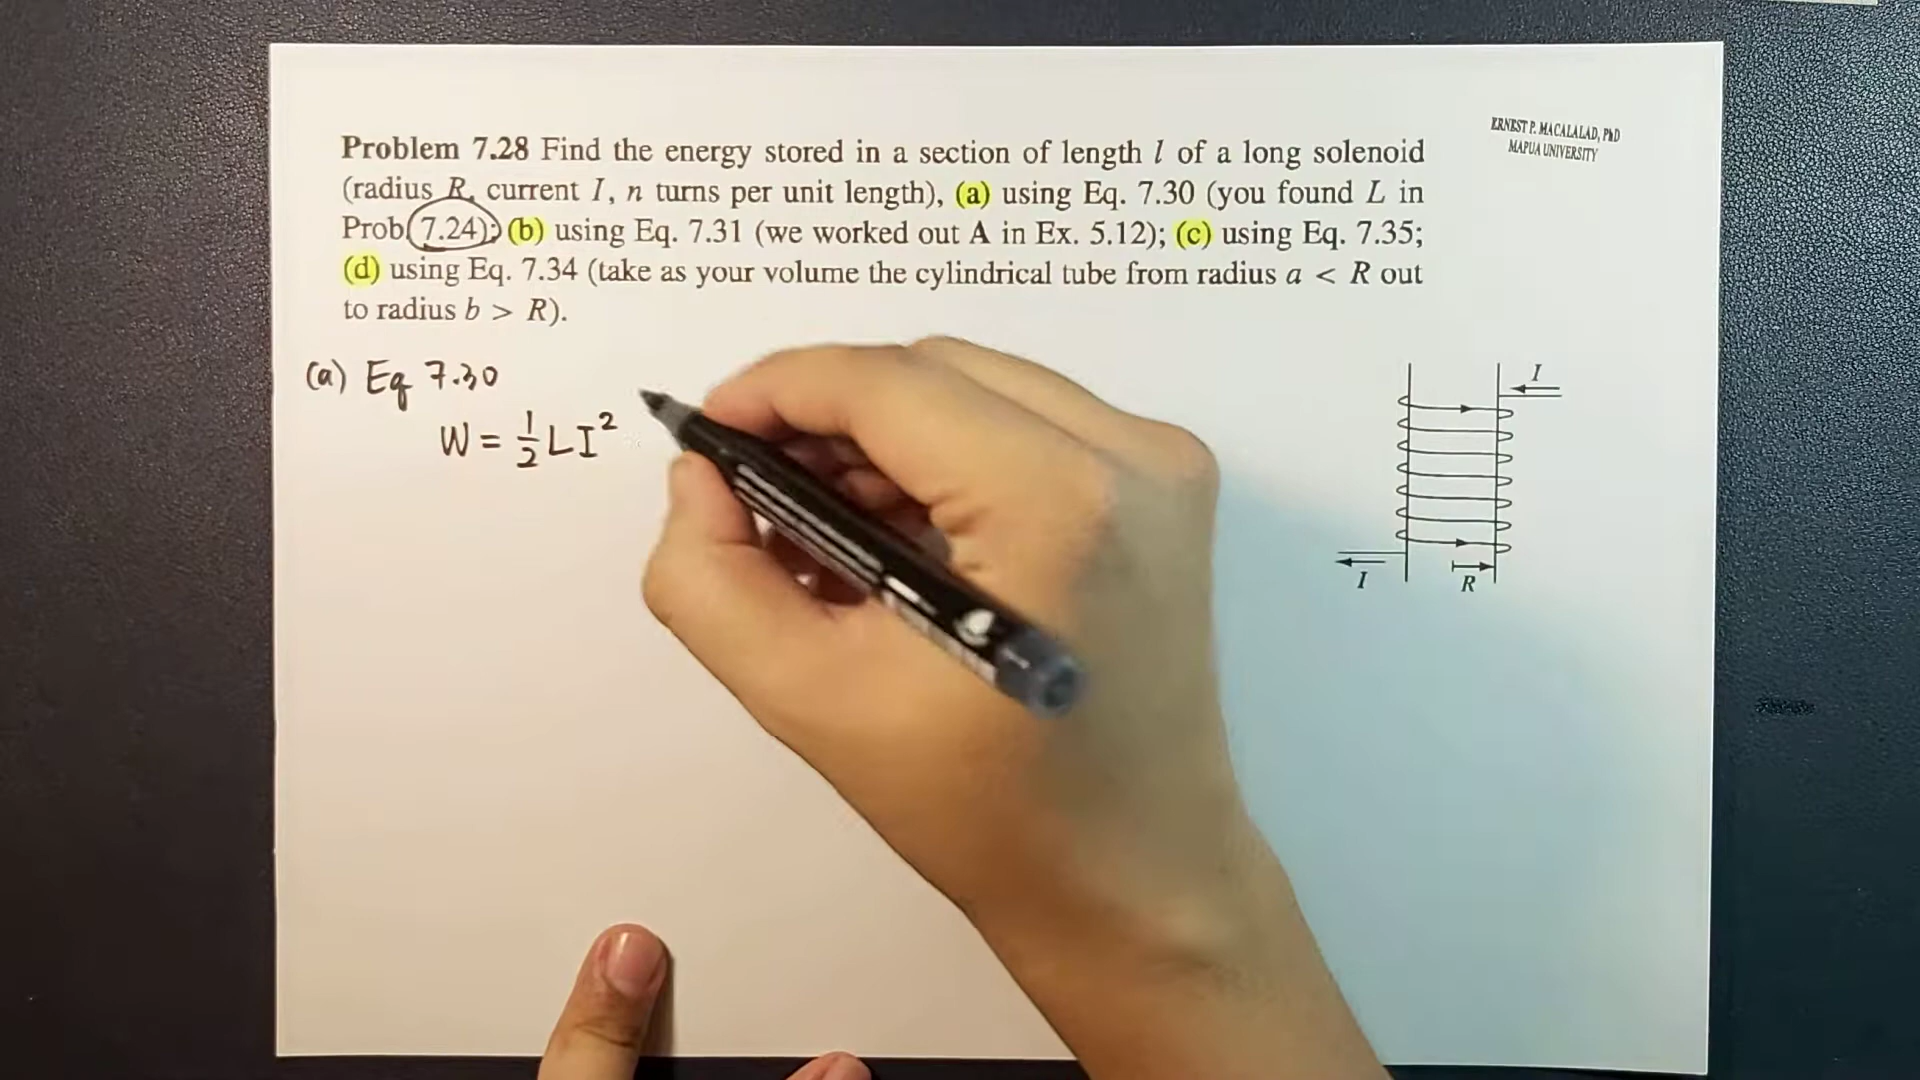 ERNEST P. MACALALAD, PhD
MAPUA UNIVERSITY
Problem 7.28 Find the energy stored in a section of length l of a long solenoid
(radius R, current I, n turns per unit length), (a) using Eq. 7.30 (you found L in
Prob. 7.24); (b) using Eq. 7.31 (we worked out A in Ex. 5.12); (c) using Eq. 7.35;
(d) using Eq. 7.34 (take as your volume the cylindrical tube from radius a < R out
to radius b > R).
(a) Eq 7.30
W = ½LI²
I
I
R